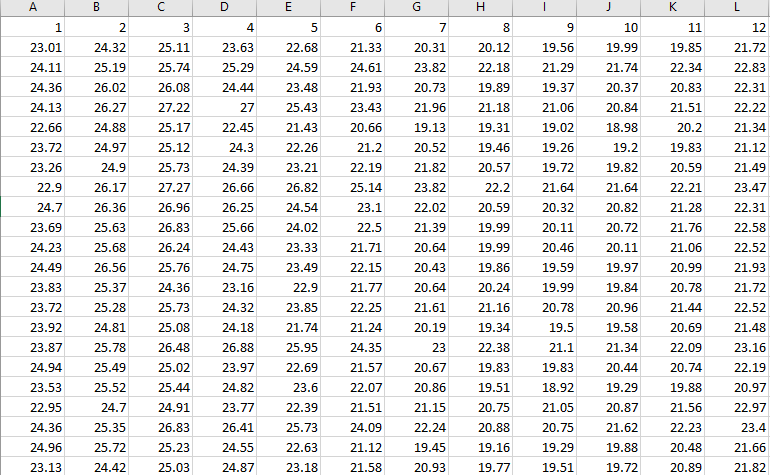 A B C D E F G H I J K L
1 2 3 4 5 6 7 8 9 10 11 12
23.01 24.32 25.11 23.63 22.68 21.33 20.31 20.12 19.56 19.99 19.85 21.72
24.11 25.19 25.74 25.29 24.59 24.61 23.82 22.18 21.29 21.74 22.34 22.83
24.36 26.02 26.08 24.44 23.48 21.93 20.73 19.89 19.37 20.37 20.83 22.31
24.13 26.27 27.22 27 25.43 23.43 21.96 21.18 21.06 20.84 21.51 22.22
22.66 24.88 25.17 22.45 21.43 20.66 19.13 19.31 19.02 18.98 20.2 21.34
23.72 24.97 25.12 24.3 22.26 21.2 20.52 19.46 19.26 19.2 19.83 21.12
23.26 24.9 25.73 24.39 23.21 22.19 21.82 20.57 19.72 19.82 20.59 21.49
22.9 26.17 27.27 26.66 26.82 25.14 23.82 22.2 21.64 21.64 22.21 23.47
24.7 26.36 26.96 26.25 24.54 23.1 22.02 20.59 20.32 20.82 21.28 22.31
23.69 25.63 26.83 25.66 24.02 22.5 21.39 19.99 20.11 20.72 21.76 22.58
24.23 25.68 26.24 24.43 23.33 21.71 20.64 19.99 20.46 20.11 21.06 22.52
24.49 26.56 25.76 24.75 23.49 22.15 20.43 19.86 19.59 19.97 20.99 21.93
23.83 25.37 24.36 23.16 22.9 21.77 20.64 20.24 19.99 19.84 20.78 21.72
23.72 25.28 25.73 24.32 23.85 22.25 21.61 21.16 20.78 20.96 21.44 22.52
23.92 24.81 25.08 24.18 21.74 21.24 20.19 19.34 19.5 19.58 20.69 21.48
23.87 25.78 26.48 26.88 25.95 24.35 23 22.38 21.1 21.34 22.09 23.16
24.94 25.49 25.02 23.97 22.69 21.57 20.67 19.83 19.83 20.44 20.74 22.19
23.53 25.52 25.44 24.82 23.6 22.07 20.86 19.51 18.92 19.29 19.88 20.97
22.95 24.7 24.91 23.77 22.39 21.51 21.15 20.75 21.05 20.87 21.56 22.97
24.36 25.35 26.83 26.41 25.73 24.09 22.24 20.88 20.75 21.62 22.23 23.4
24.96 25.72 25.23 24.55 22.63 21.12 19.45 19.16 19.29 19.88 20.48 21.66
23.13 24.42 25.03 24.87 23.18 21.58 20.93 19.77 19.51 19.72 20.89 21.82